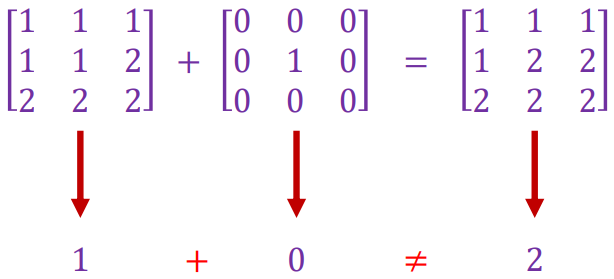 1 1 1   0 0 0   1 1 1
1 1 2 + 0 1 0 = 1 2 2
2 2 2   0 0 0   2 2 2
1 + 0 ≠ 2